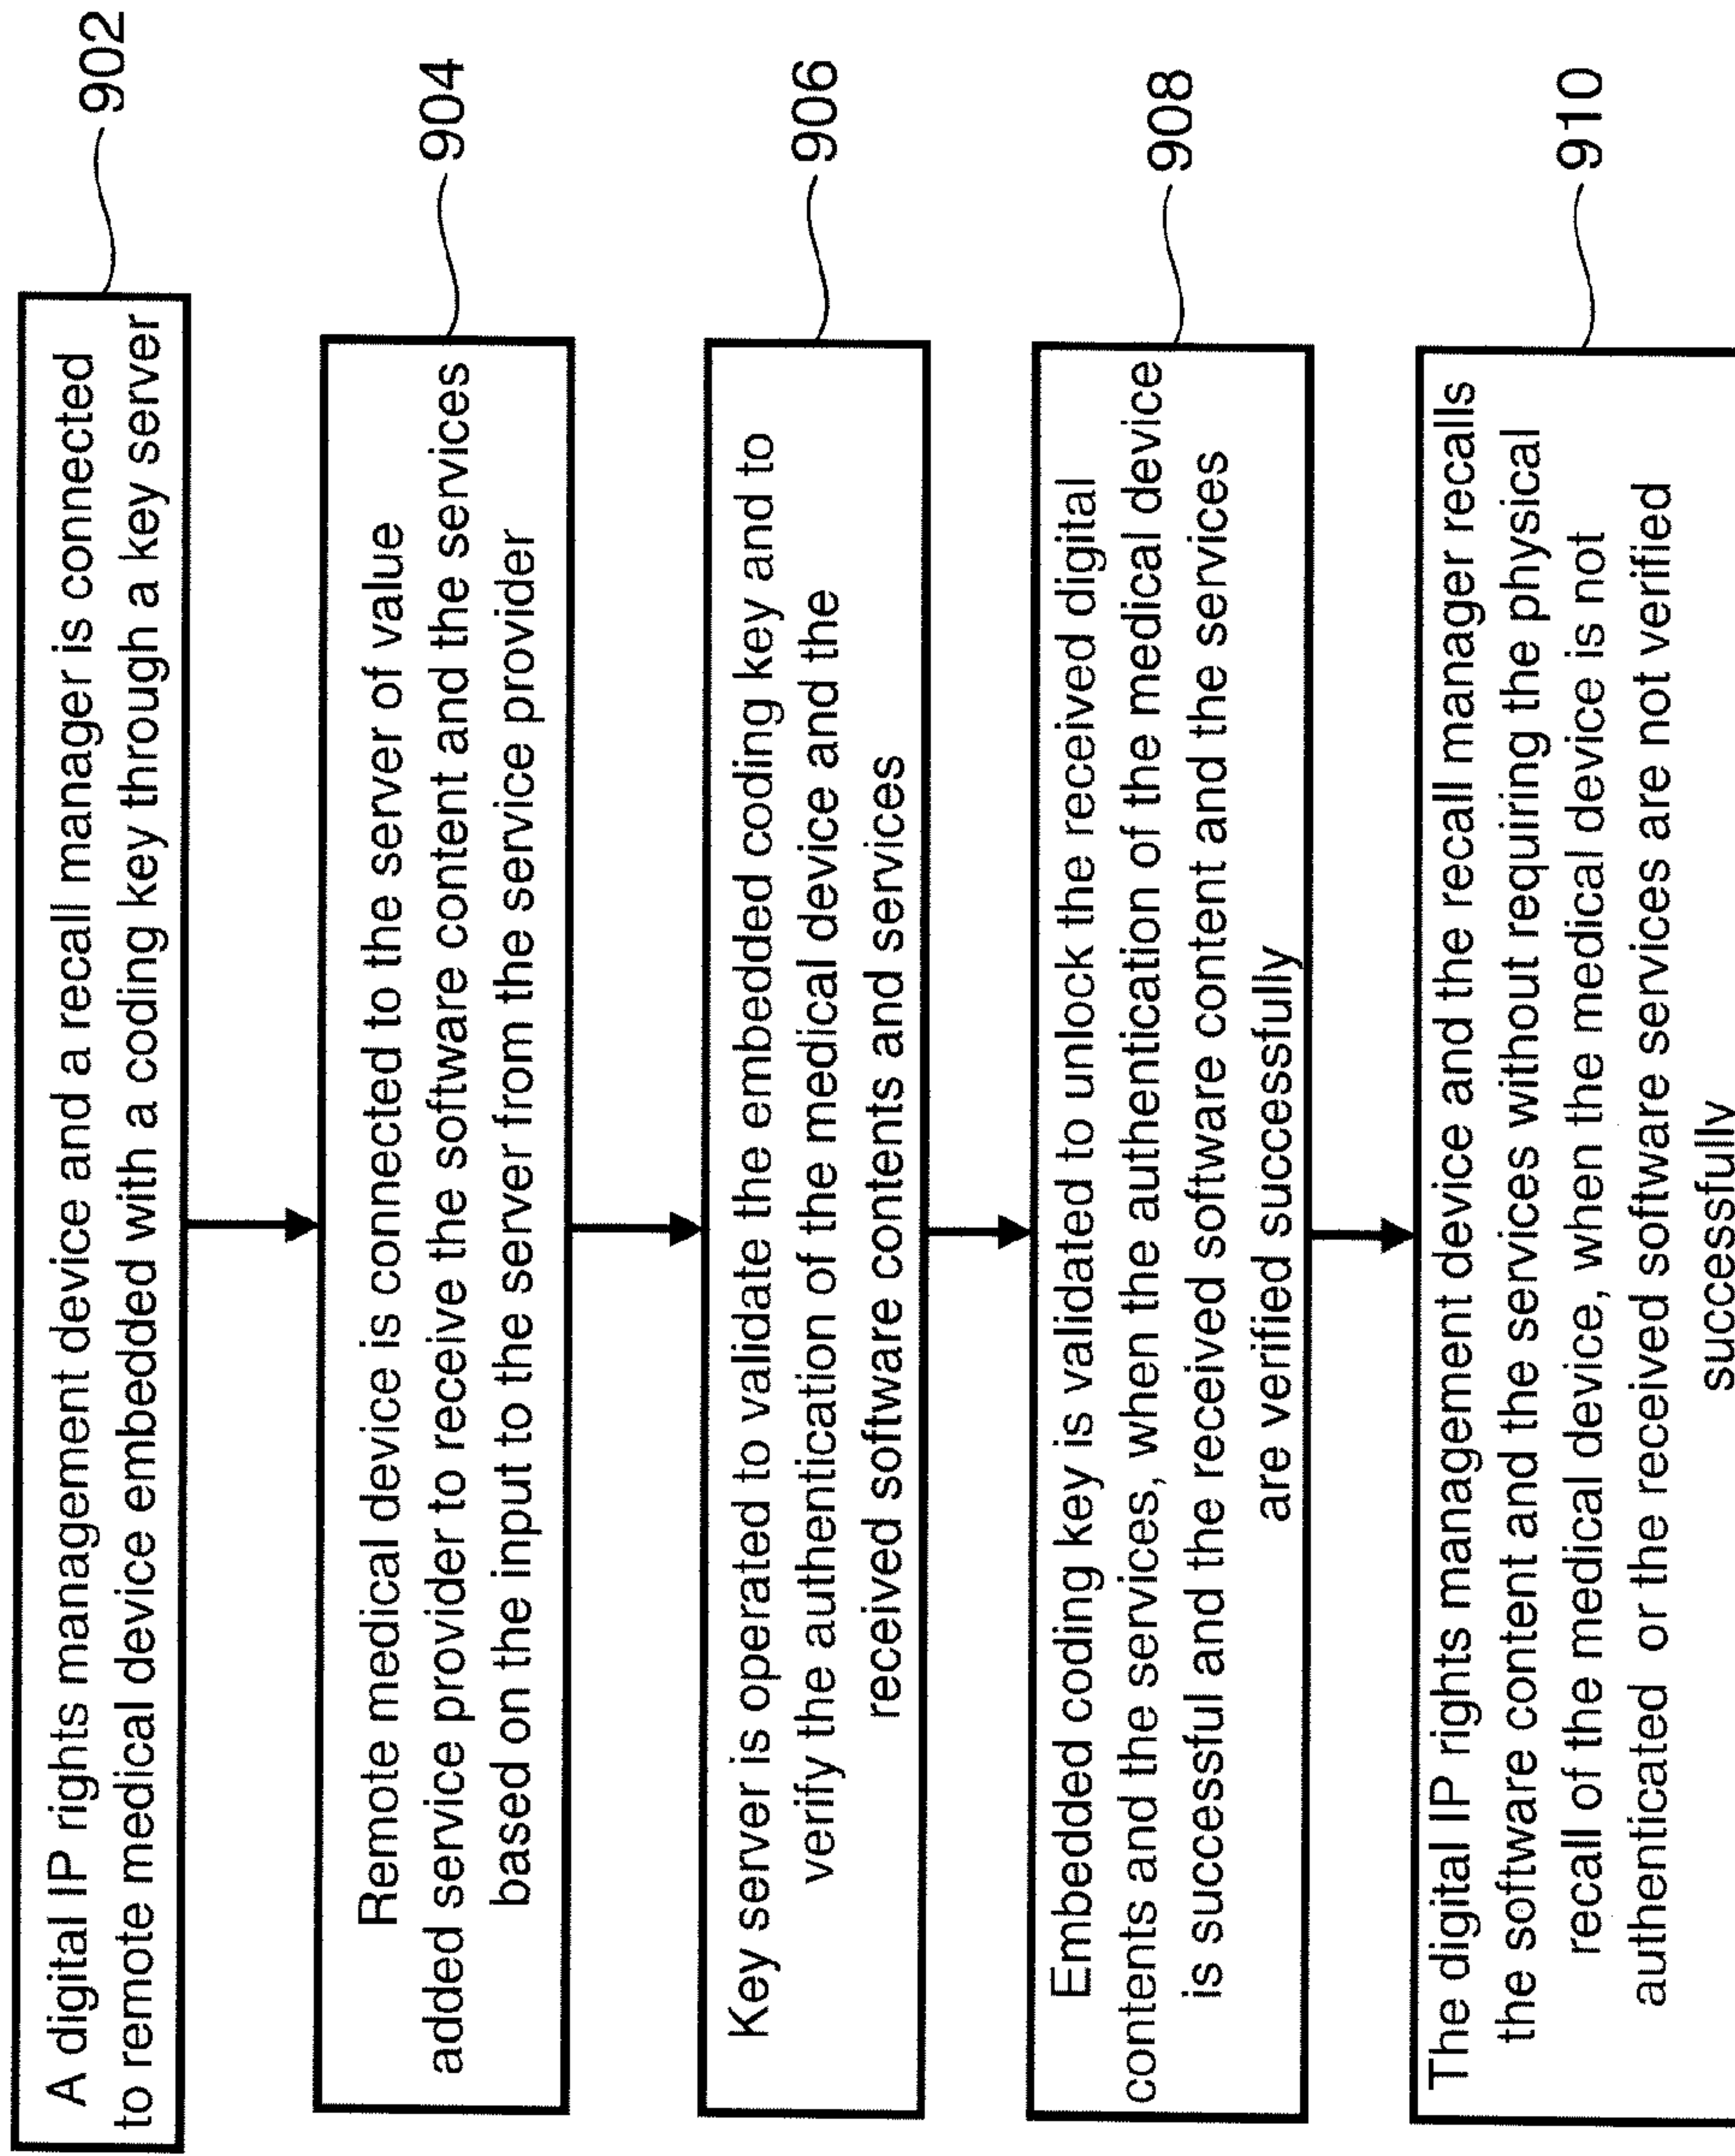 A digital IP rights management device and a recall manager is connected
to remote medical device embedded with a coding key through a key server
902
Remote medical device is connected to the server of value
added service provider to receive the software content and the services
based on the input to the server from the service provider
904
Key server is operated to validate the embedded coding key and to
verify the authentication of the medical device and the
received software contents and services
906
Embedded coding key is validated to unlock the received digital
contents and the services, when the authentication of the medical device
is successful and the received software content and the services
are verified successfully
908
The digital IP rights management device and the recall manager recalls
the software content and the services without requiring the physical
recall of the medical device, when the medical device is not
authenticated or the received software services are not verified
successfully
910